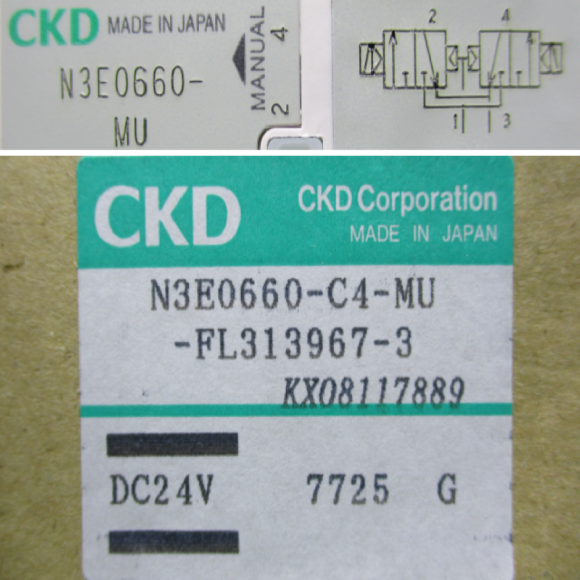 CKD MADE IN JAPAN
N3E0660-
MU
MANUAL
2 4
2 4
1 3
CKD
CKD Corporation
MADE IN JAPAN
N3E0660-C4-MU
-FL313967-3
KX08117889
DC24V 7725 G